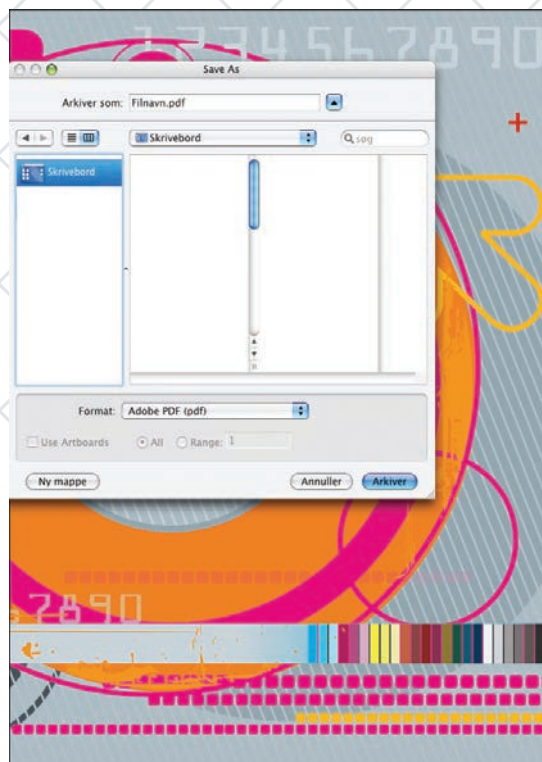 1234567890
Save As
Arkiver som: Filnavn.pdf
Skrivebord
søg
Skrivebord
Format: Adobe PDF (pdf)
Use Artboards All Range: 1
Ny mappe Annuller Arkiver
7890